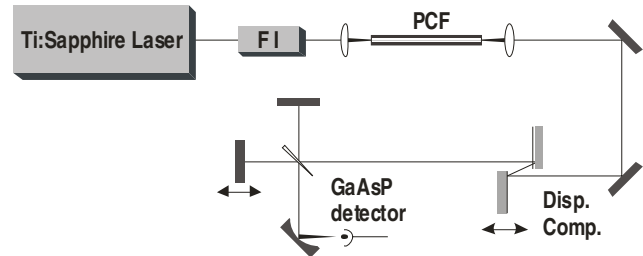 Ti:Sapphire Laser
F I
PCF
GaAsP
detector
Disp.
Comp.